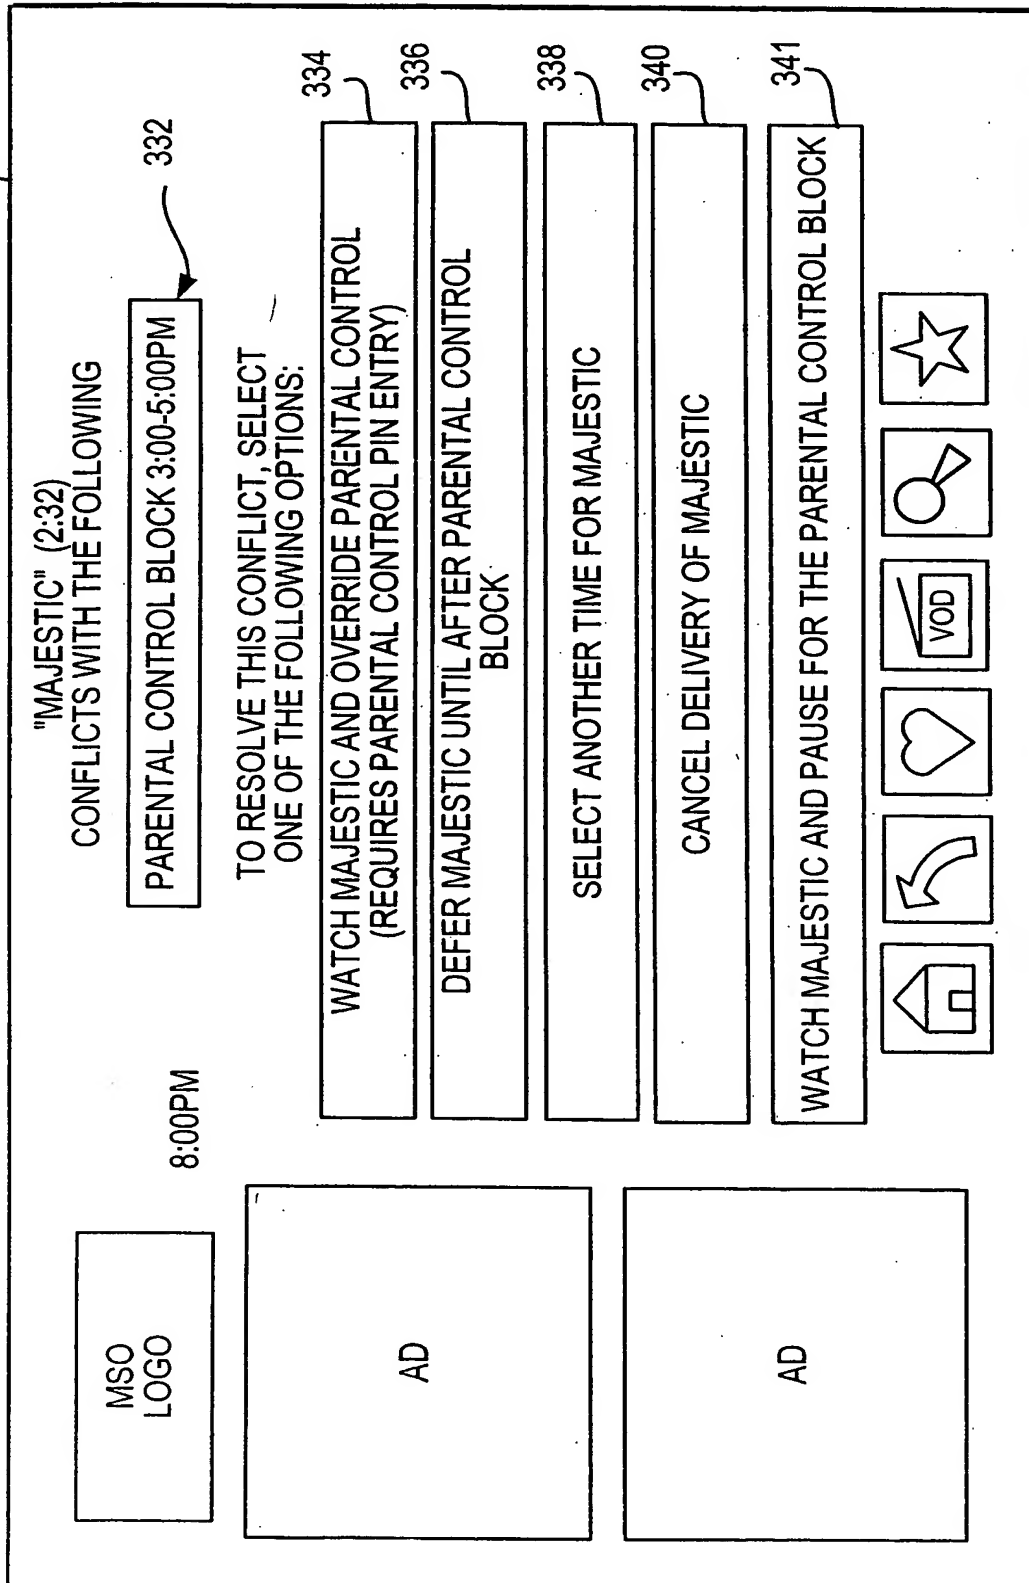 "MAJESTIC" (2:32)
CONFLICTS WITH THE FOLLOWING
MSO
LOGO
8:00PM
PARENTAL CONTROL BLOCK 3:00-5:00PM
332
TO RESOLVE THIS CONFLICT, SELECT
ONE OF THE FOLLOWING OPTIONS:
AD
WATCH MAJESTIC AND OVERRIDE PARENTAL CONTROL
(REQUIRES PARENTAL CONTROL PIN ENTRY)
334
DEFER MAJESTIC UNTIL AFTER PARENTAL CONTROL
BLOCK
336
SELECT ANOTHER TIME FOR MAJESTIC
338
AD
CANCEL DELIVERY OF MAJESTIC
340
WATCH MAJESTIC AND PAUSE FOR THE PARENTAL CONTROL BLOCK
341
VOD